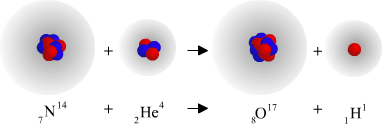 + → +
₇N¹⁴ + ₂He⁴ → ₈O¹⁷ + ₁H¹